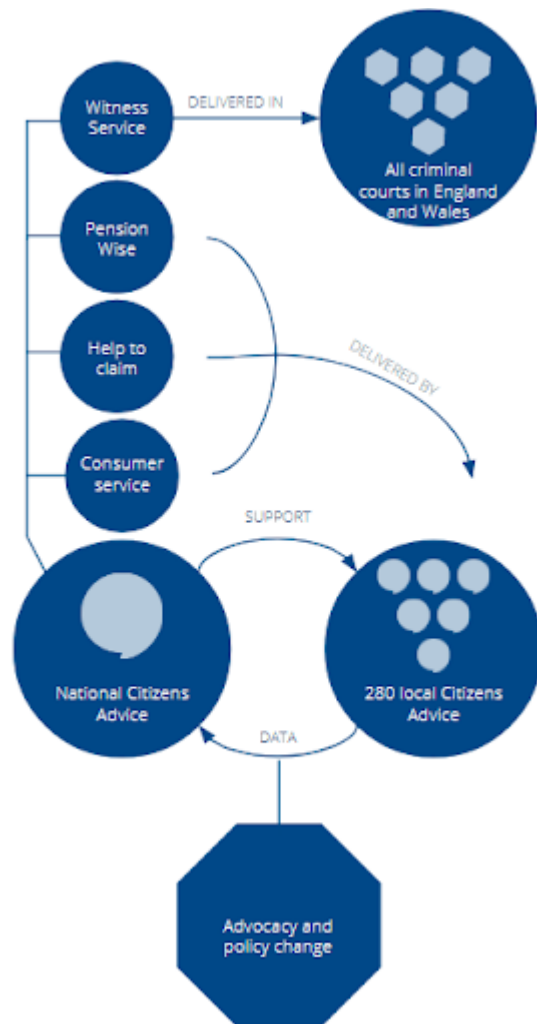 Witness
Service
DELIVERED IN
All criminal
courts in England
and Wales
Pension
Wise
Help to
claim
DELIVERED BY
Consumer
service
SUPPORT
National Citizens
Advice
280 local Citizens
Advice
DATA
Advocacy and
policy change